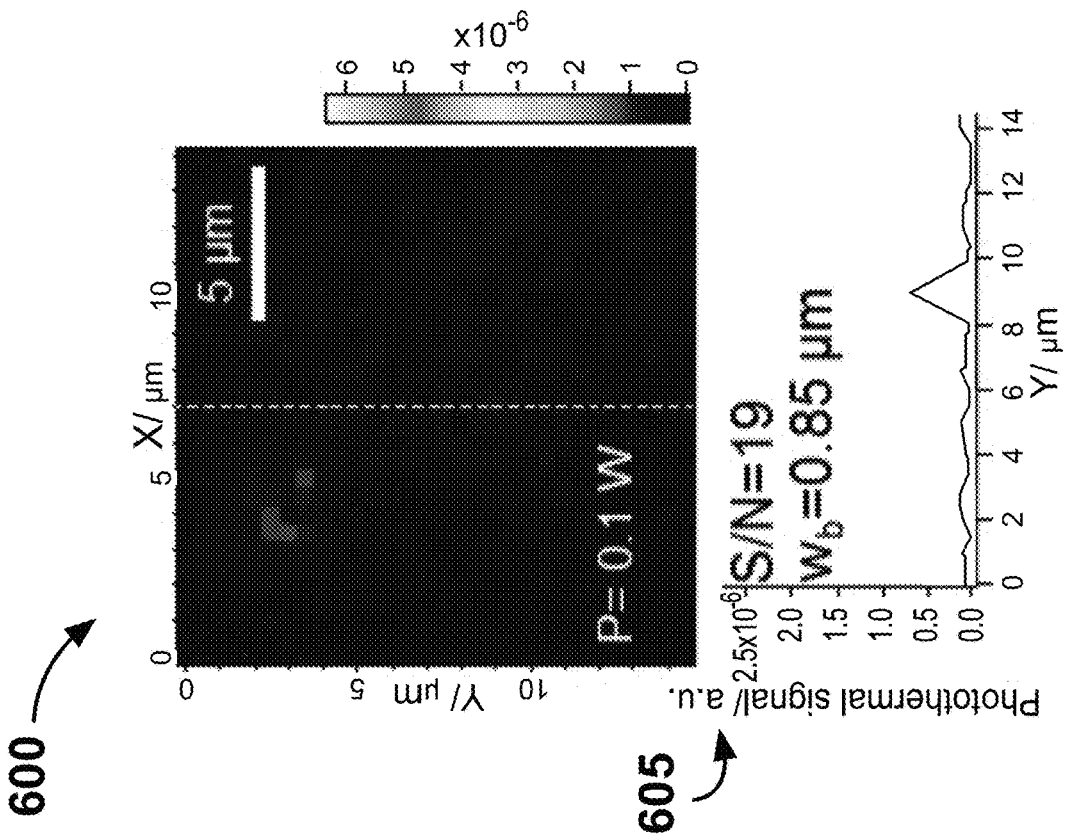 600
X/ µm
0 5 10
0
5
10
Y/ µm
5 µm
P= 0.1 W
x10⁻⁶
6
5
4
3
2
1
0
605
Photothermal signal/ a.u.
2.5x10⁻⁶
2.0
1.5
1.0
0.5
0.0
S/N=19
w_b=0.85 µm
0 2 4 6 8 10 12 14
Y/ µm